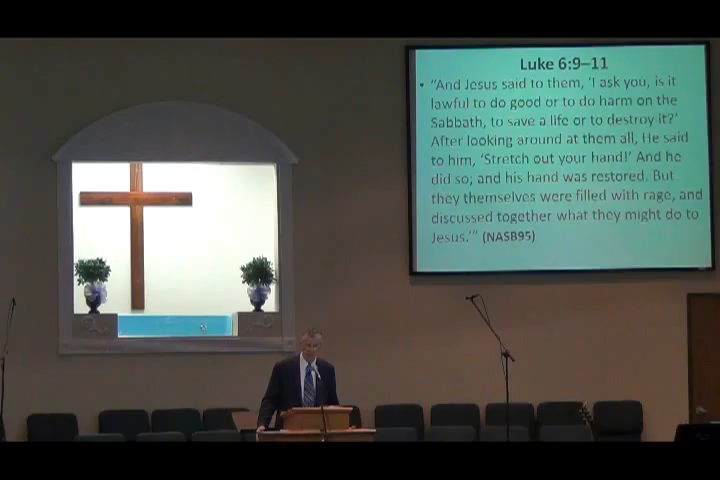 Luke 6:9–11
• “And Jesus said to them, ‘I ask you, is it
lawful to do good or to do harm on the
Sabbath, to save a life or to destroy it?’
After looking around at them all, He said
to him, ‘Stretch out your hand!’ And he
did so; and his hand was restored. But
they themselves were filled with rage, and
discussed together what they might do to
Jesus.’” (NASB95)